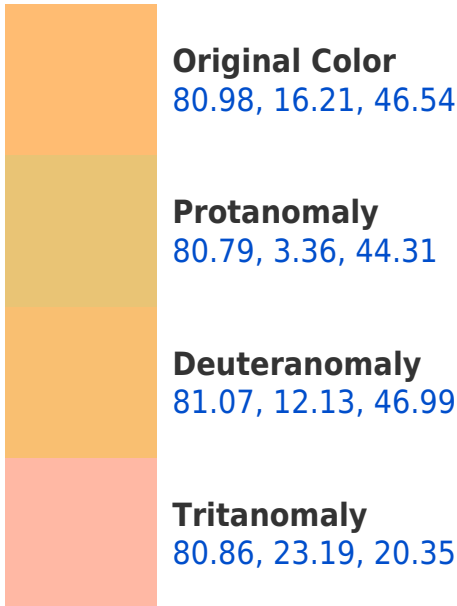 Original Color
80.98, 16.21, 46.54
Protanomaly
80.79, 3.36, 44.31
Deuteranomaly
81.07, 12.13, 46.99
Tritanomaly
80.86, 23.19, 20.35